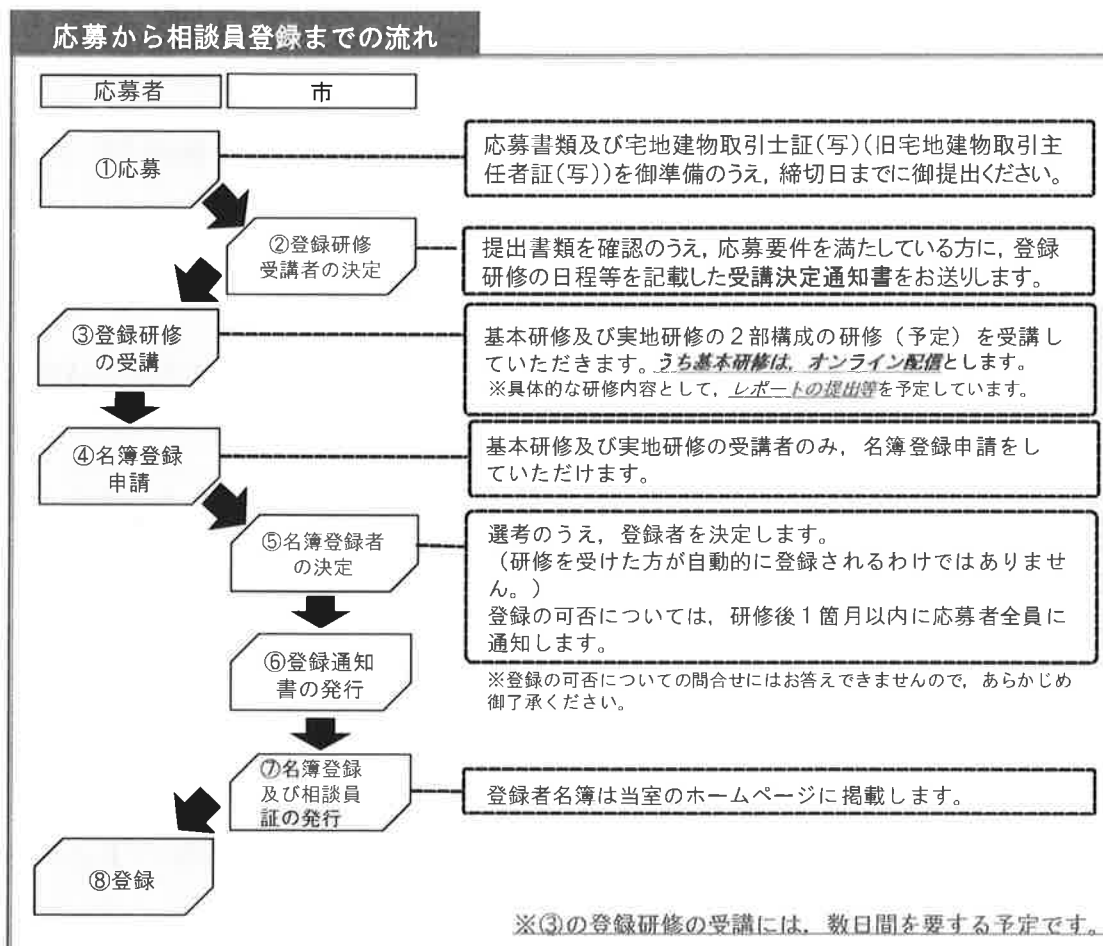 応募から相談員登録までの流れ
応募者
市
①応募
応募書類及び宅地建物取引士証(写)(旧宅地建物取引主
任者証(写))を御準備のうえ，締切日までに御提出ください。
②登録研修
受講者の決定
提出書類を確認のうえ，応募要件を満たしている方に，登録
研修の日程等を記載した受講決定通知書をお送りします。
③登録研修
の受講
基本研修及び実地研修の２部構成の研修（予定）を受講し
ていただきます。うち基本研修は，オンライン配信とします。
※具体的な研修内容として，レポートの提出等を予定しています。
④名簿登録
申請
基本研修及び実地研修の受講者のみ，名簿登録申請をし
ていただけます。
⑤名簿登録者
の決定
選考のうえ，登録者を決定します。
（研修を受けた方が自動的に登録されるわけではありませ
ん。）
登録の可否については，研修後１箇月以内に応募者全員に
通知します。
⑥登録通知
書の発行
※登録の可否についての問合せにはお答えできませんので，あらかじめ
御了承ください。
⑦名簿登録
及び相談員
証の発行
登録者名簿は当室のホームページに掲載します。
⑧登録
※③の登録研修の受講には，数日間を要する予定です。